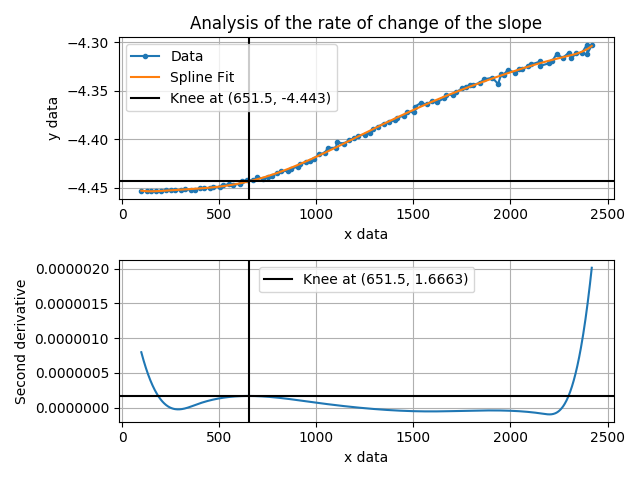 Analysis of the rate of change of the slope
−4.30
−4.35
−4.40
−4.45
y data
Data
Spline Fit
Knee at (651.5, -4.443)
0 500 1000 1500 2000 2500
x data
0.0000020
0.0000015
0.0000010
0.0000005
0.0000000
Second derivative
Knee at (651.5, 1.6663)
0 500 1000 1500 2000 2500
x data